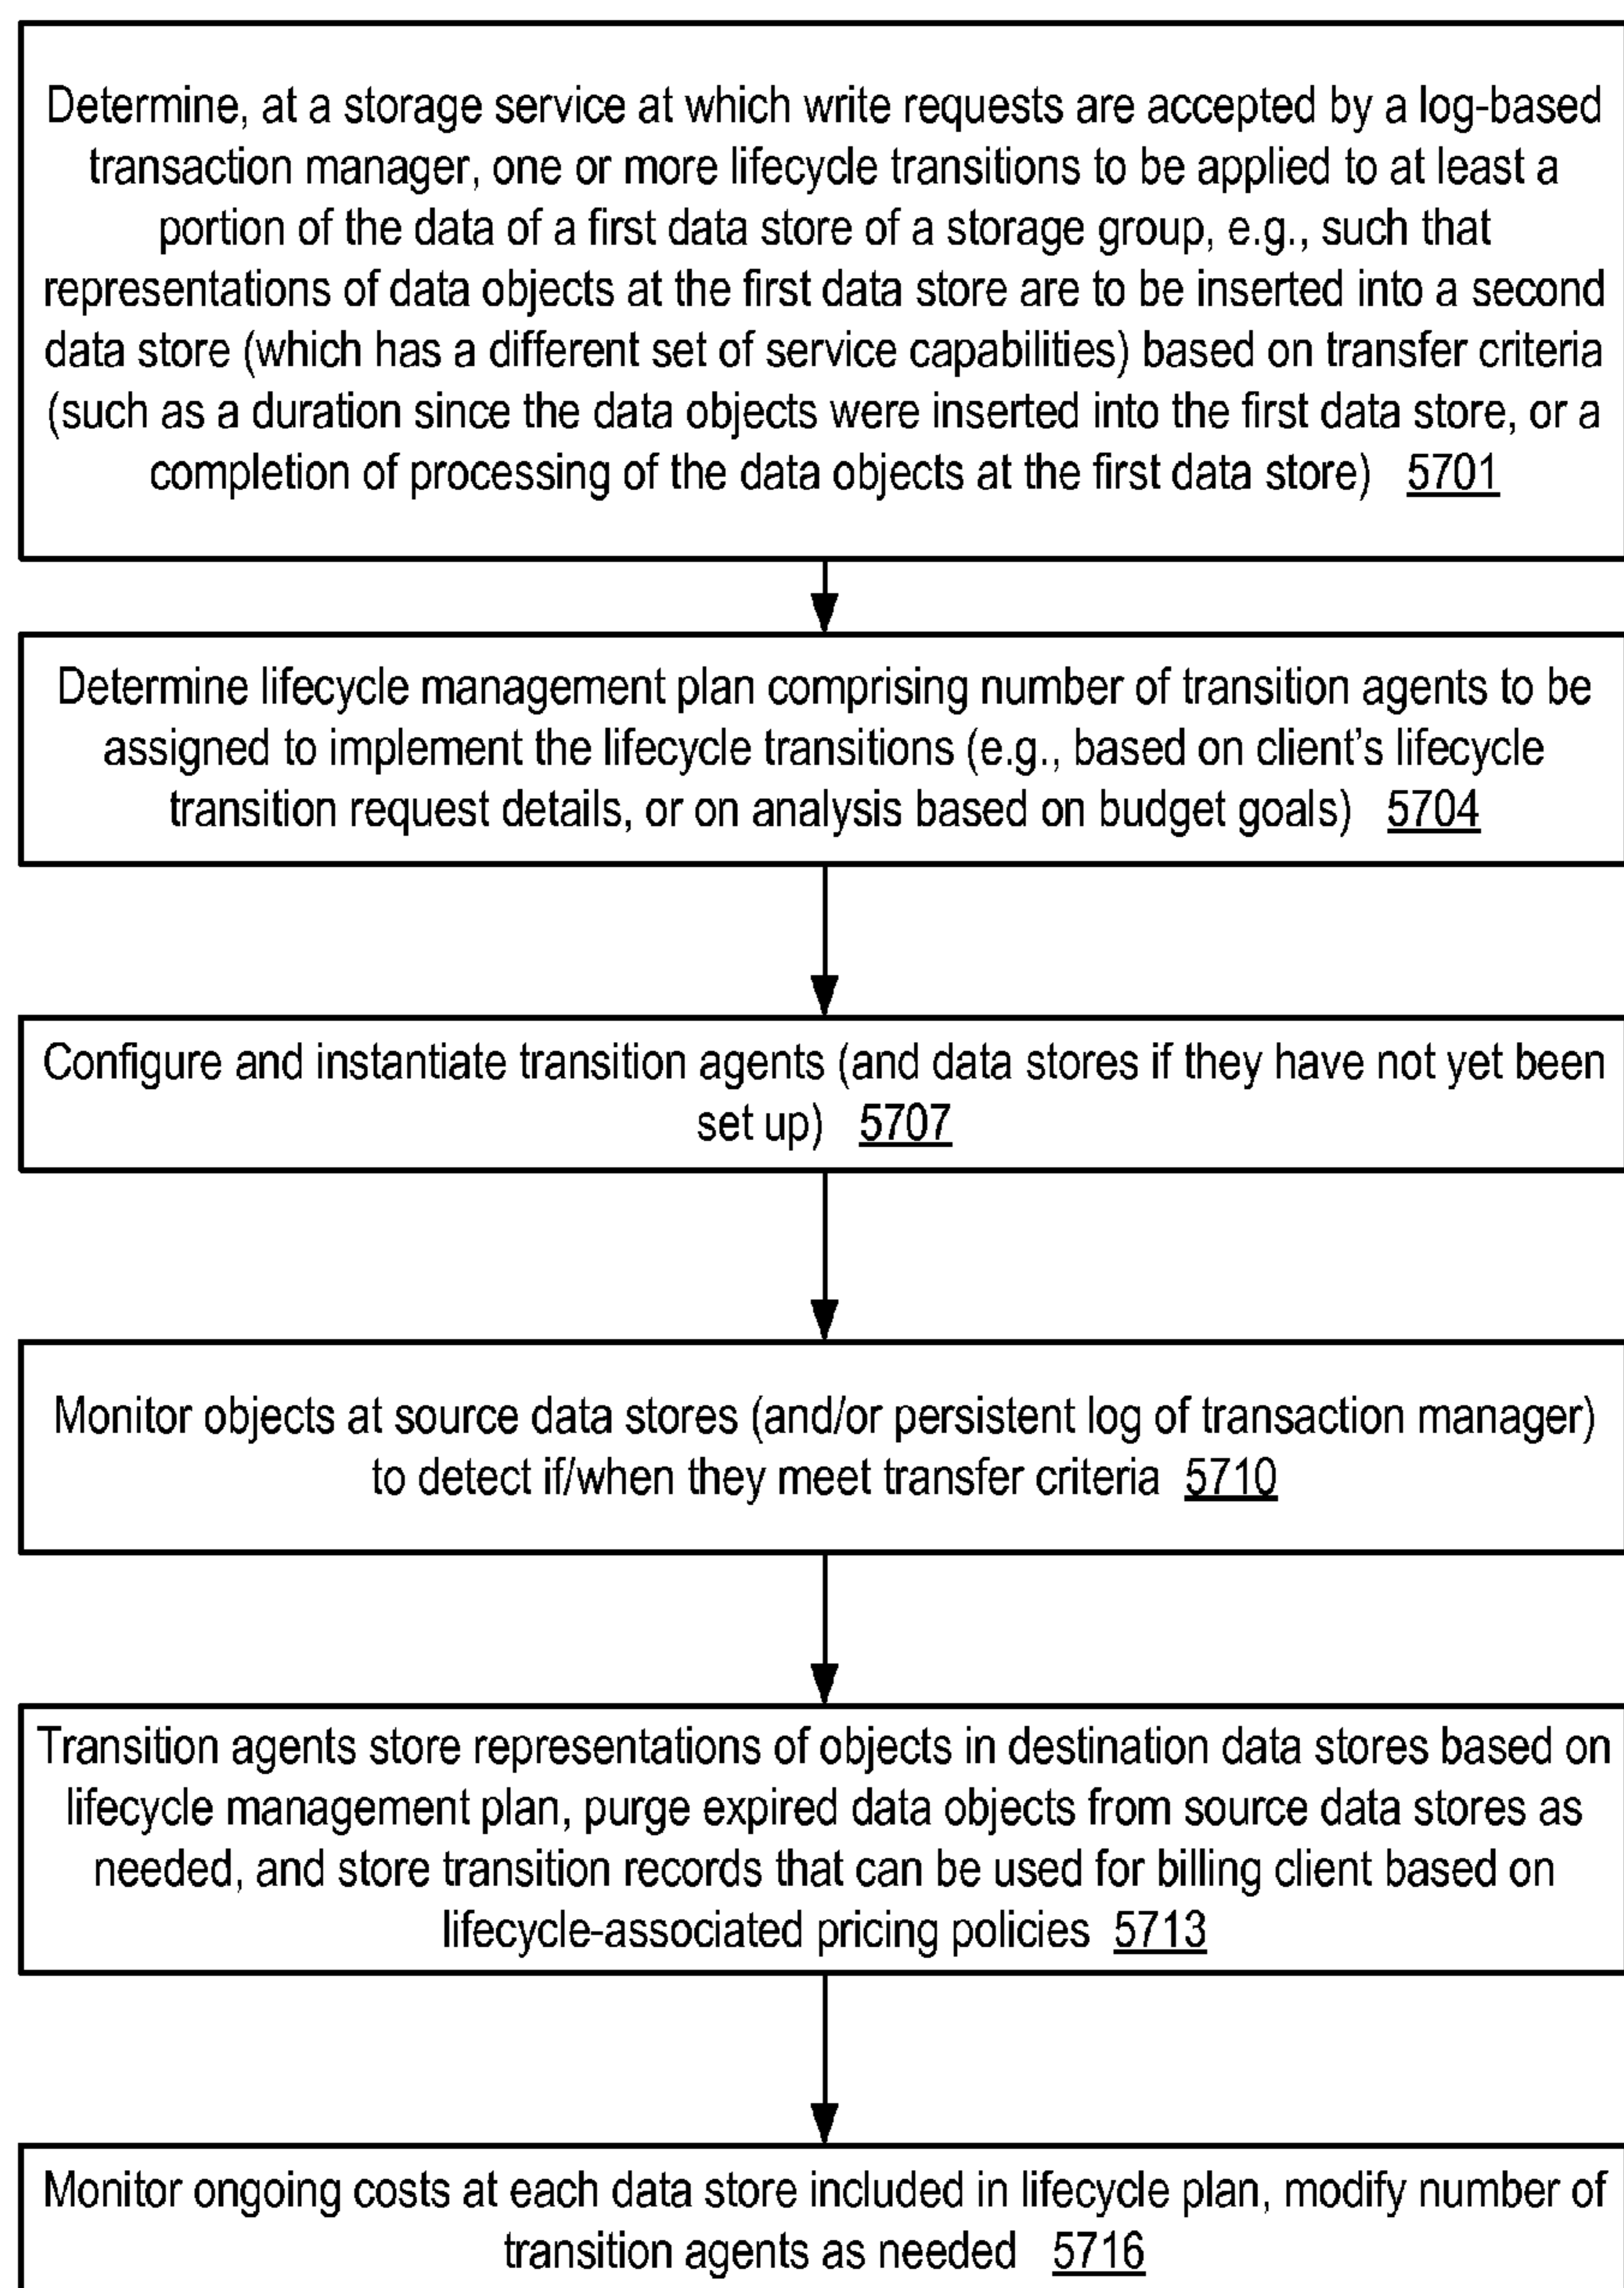 Determine, at a storage service at which write requests are accepted by a log-based
transaction manager, one or more lifecycle transitions to be applied to at least a
portion of the data of a first data store of a storage group, e.g., such that
representations of data objects at the first data store are to be inserted into a second
data store (which has a different set of service capabilities) based on transfer criteria
(such as a duration since the data objects were inserted into the first data store, or a
completion of processing of the data objects at the first data store) 5701
Determine lifecycle management plan comprising number of transition agents to be
assigned to implement the lifecycle transitions (e.g., based on client's lifecycle
transition request details, or on analysis based on budget goals) 5704
Configure and instantiate transition agents (and data stores if they have not yet been
set up) 5707
Monitor objects at source data stores (and/or persistent log of transaction manager)
to detect if/when they meet transfer criteria 5710
Transition agents store representations of objects in destination data stores based on
lifecycle management plan, purge expired data objects from source data stores as
needed, and store transition records that can be used for billing client based on
lifecycle-associated pricing policies 5713
Monitor ongoing costs at each data store included in lifecycle plan, modify number of
transition agents as needed 5716